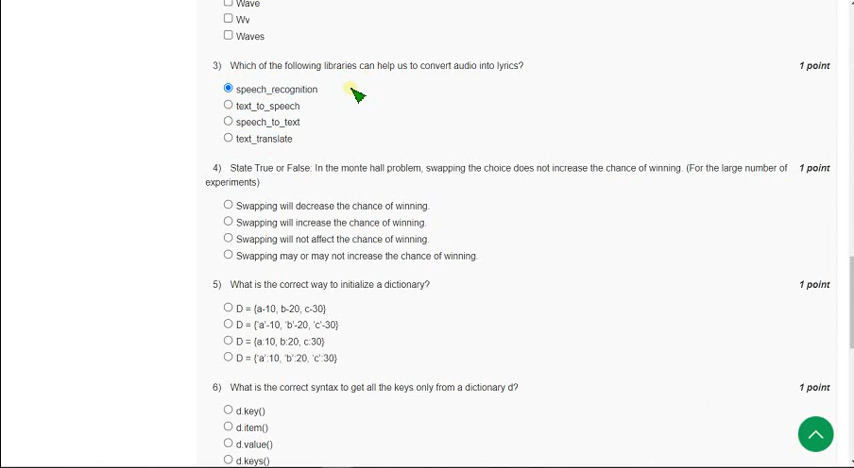 Wave
Wv
Waves
3) Which of the following libraries can help us to convert audio into lyrics? 1 point
speech_recognition
text_to_speech
speech_to_text
text_translate
4) State True or False: In the monte hall problem, swapping the choice does not increase the chance of winning. (For the large number of 1 point
experiments)
Swapping will decrease the chance of winning.
Swapping will increase the chance of winning.
Swapping will not affect the chance of winning.
Swapping may or may not increase the chance of winning.
5) What is the correct way to initialize a dictionary? 1 point
D = {a-10, b-20, c-30}
D = {'a'-10, 'b'-20, 'c'-30}
D = {a:10, b:20, c:30}
D = {'a':10, 'b':20, 'c':30}
6) What is the correct syntax to get all the keys only from a dictionary d? 1 point
d.key()
d.item()
d.value()
d.keys()